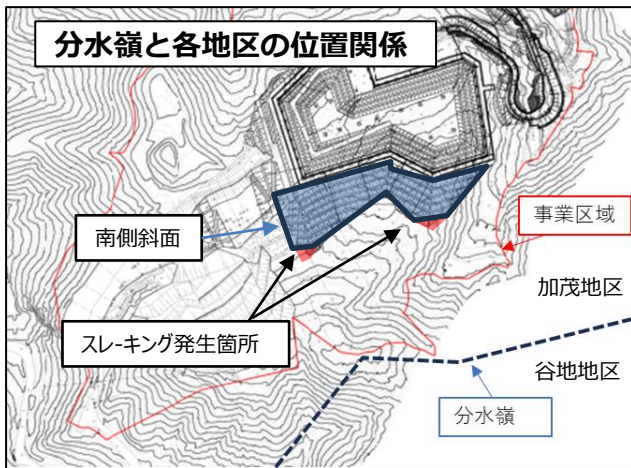 分水嶺と各地区の位置関係
南側斜面
事業区域
加茂地区
スレーキング発生箇所
谷地地区
分水嶺